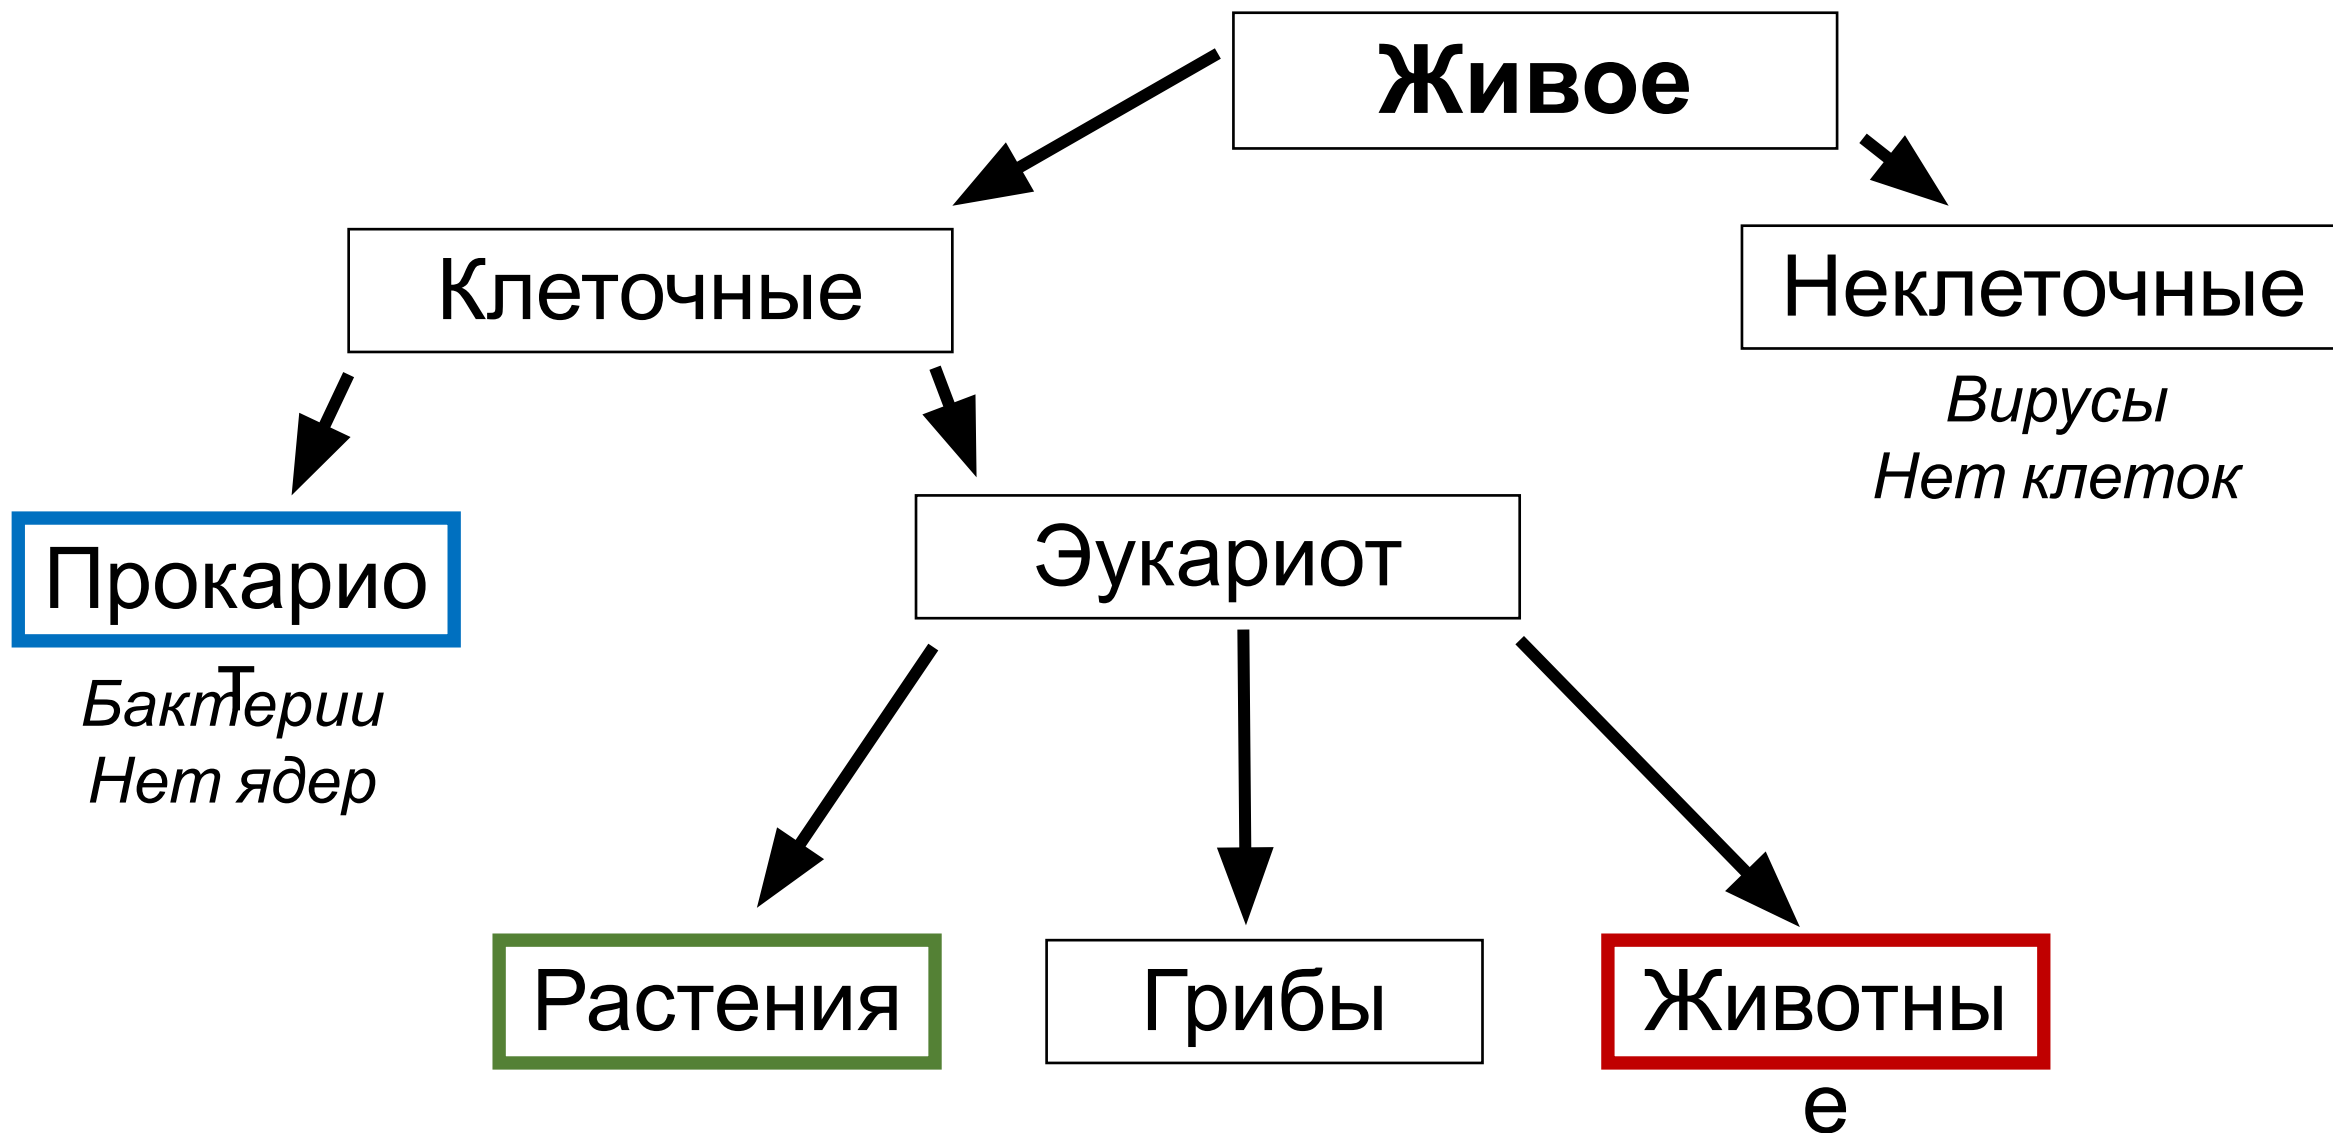 Живое
Клеточные
Неклеточные
Вирусы
Нет клеток
Прокарио
т
Бактерии
Нет ядер
Эукариот
Растения
Грибы
Животны
е